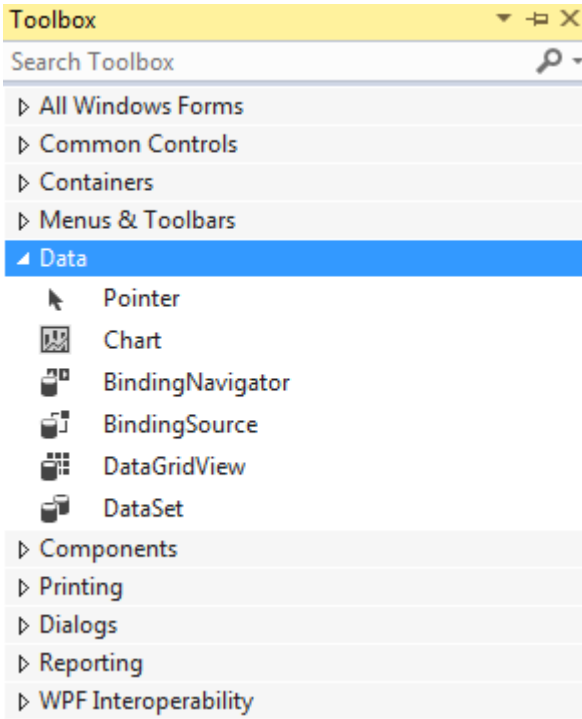 Toolbox
Search Toolbox
All Windows Forms
Common Controls
Containers
Menus & Toolbars
Data
Pointer
Chart
BindingNavigator
BindingSource
DataGridView
DataSet
Components
Printing
Dialogs
Reporting
WPF Interoperability